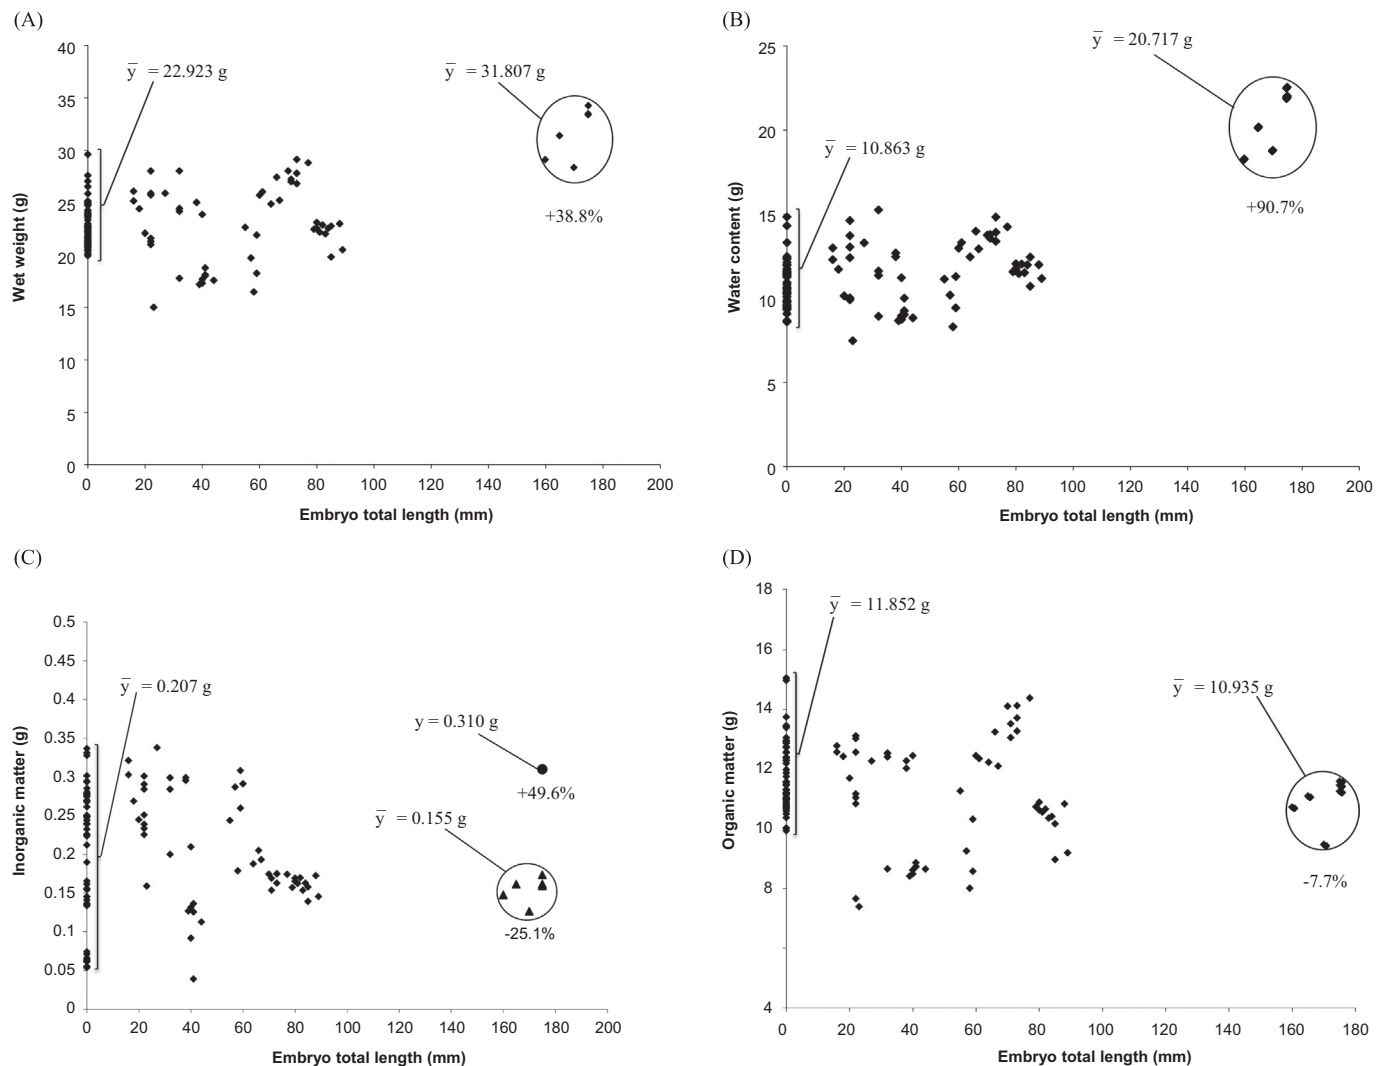 (A)
Wet weight (g)
40
35
30
25
20
15
10
5
0
y̅ = 22.923 g
y̅ = 31.807 g
+38.8%
0 20 40 60 80 100 120 140 160 180 200
Embryo total length (mm)
(B)
Water content (g)
25
20
15
10
5
0
y̅ = 10.863 g
y̅ = 20.717 g
+90.7%
0 20 40 60 80 100 120 140 160 180 200
Embryo total length (mm)
(C)
Inorganic matter (g)
0.5
0.45
0.4
0.35
0.3
0.25
0.2
0.15
0.1
0.05
0
y̅ = 0.207 g
y = 0.310 g
+49.6%
y̅ = 0.155 g
-25.1%
0 20 40 60 80 100 120 140 160 180 200
Embryo total length (mm)
(D)
Organic matter (g)
18
16
14
12
10
8
4
y̅ = 11.852 g
y̅ = 10.935 g
-7.7%
0 20 40 60 80 100 120 140 160 180
Embryo total length (mm)